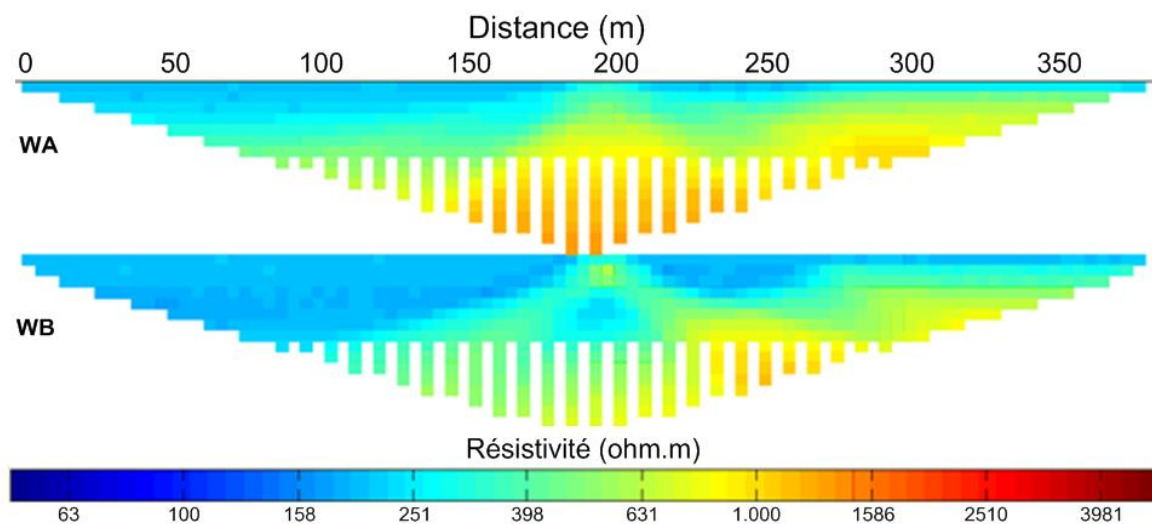 Distance (m)
0 50 100 150 200 250 300 350
WA
WB
Résistivité (ohm.m)
63 100 158 251 398 631 1.000 1586 2510 3981